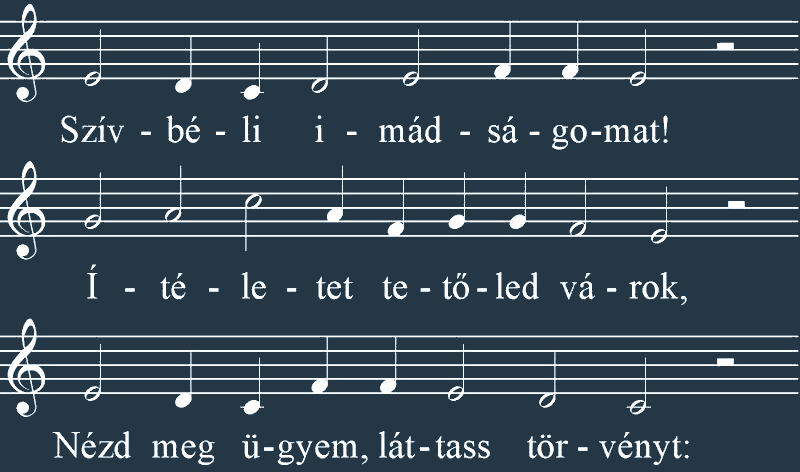 Szív - bé - li i - mád - sá - go-mat!
Í - té - le - tet te - tő - led vá - rok,
Nézd meg ü-gyem, lát-tass tör - vényt: